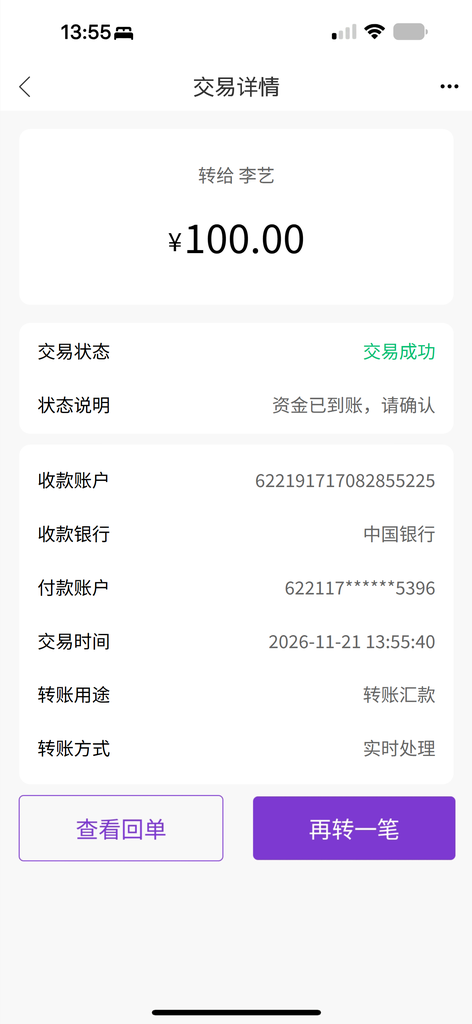 13:55
交易详情
转给 李艺
¥100.00
交易状态 交易成功
状态说明 资金已到账，请确认
收款账户 622191717082855225
收款银行 中国银行
付款账户 622117******5396
交易时间 2026-11-21 13:55:40
转账用途 转账汇款
转账方式 实时处理
查看回单 再转一笔